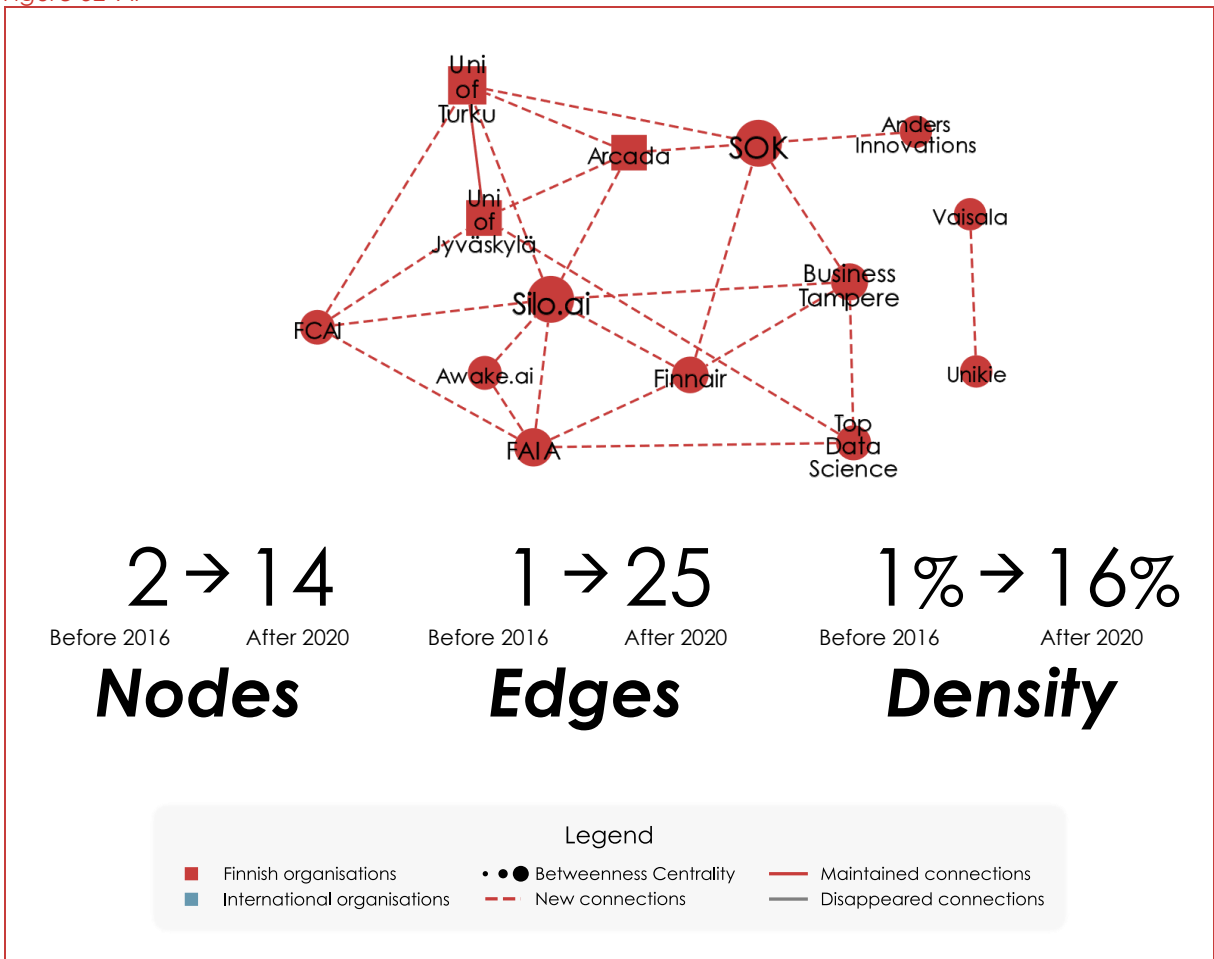 Uni
of
Turku
Arcada
SOK
Anders
Innovations
Uni
of
Jyväskylä
Vaisala
Silo.ai
Business
Tampere
FCAI
Awake.ai
Finnair
Unikie
FAIA
Top
Data
Science
2 → 14
1 → 25
1% → 16%
Before 2016
After 2020
Before 2016
After 2020
Before 2016
After 2020
Nodes
Edges
Density
Legend
Finnish organisations
Betweenness Centrality
Maintained connections
International organisations
New connections
Disappeared connections